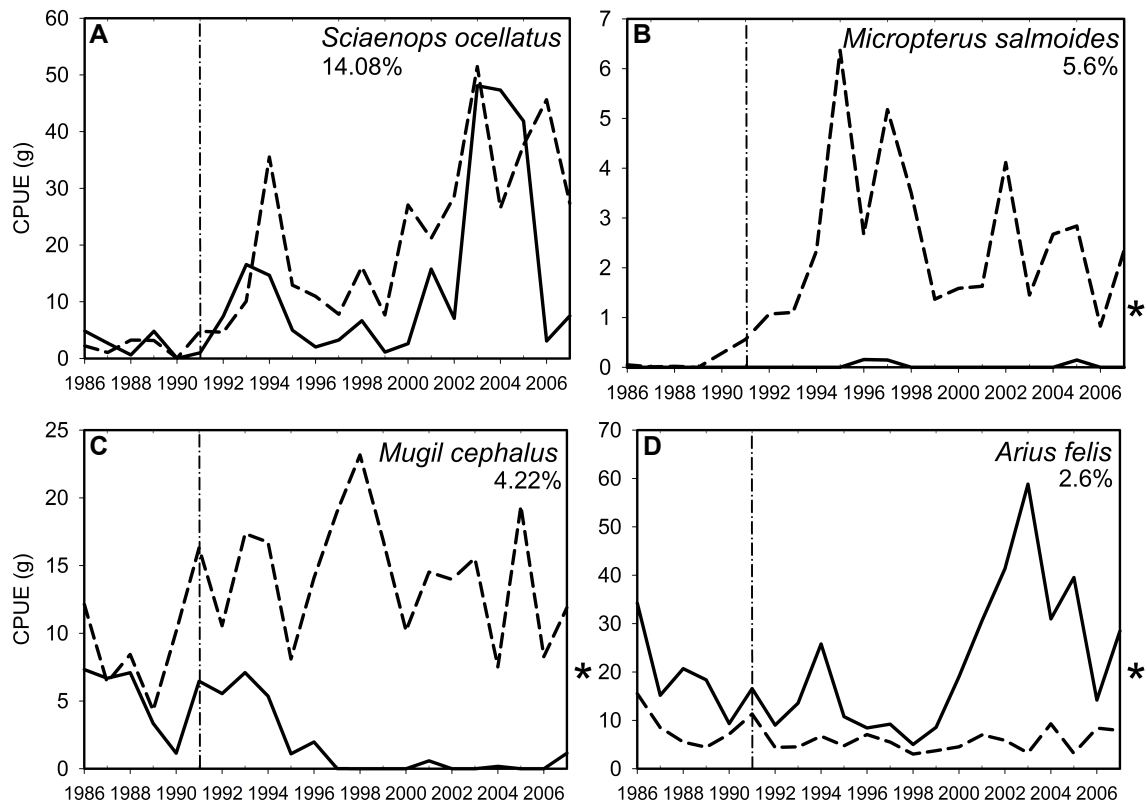 A
Sciaenops ocellatus
14.08%
CPUE (g)
60
50
40
30
20
10
0
1986 1988 1990 1992 1994 1996 1998 2000 2002 2004 2006
B
Micropterus salmoides
5.6%
7
6
5
4
3
2
1
0
*
1986 1988 1990 1992 1994 1996 1998 2000 2002 2004 2006
C
Mugil cephalus
4.22%
CPUE (g)
25
20
15
10
5
0
*
1986 1988 1990 1992 1994 1996 1998 2000 2002 2004 2006
D
Arius felis
2.6%
70
60
50
40
30
20
10
0
*
1986 1988 1990 1992 1994 1996 1998 2000 2002 2004 2006